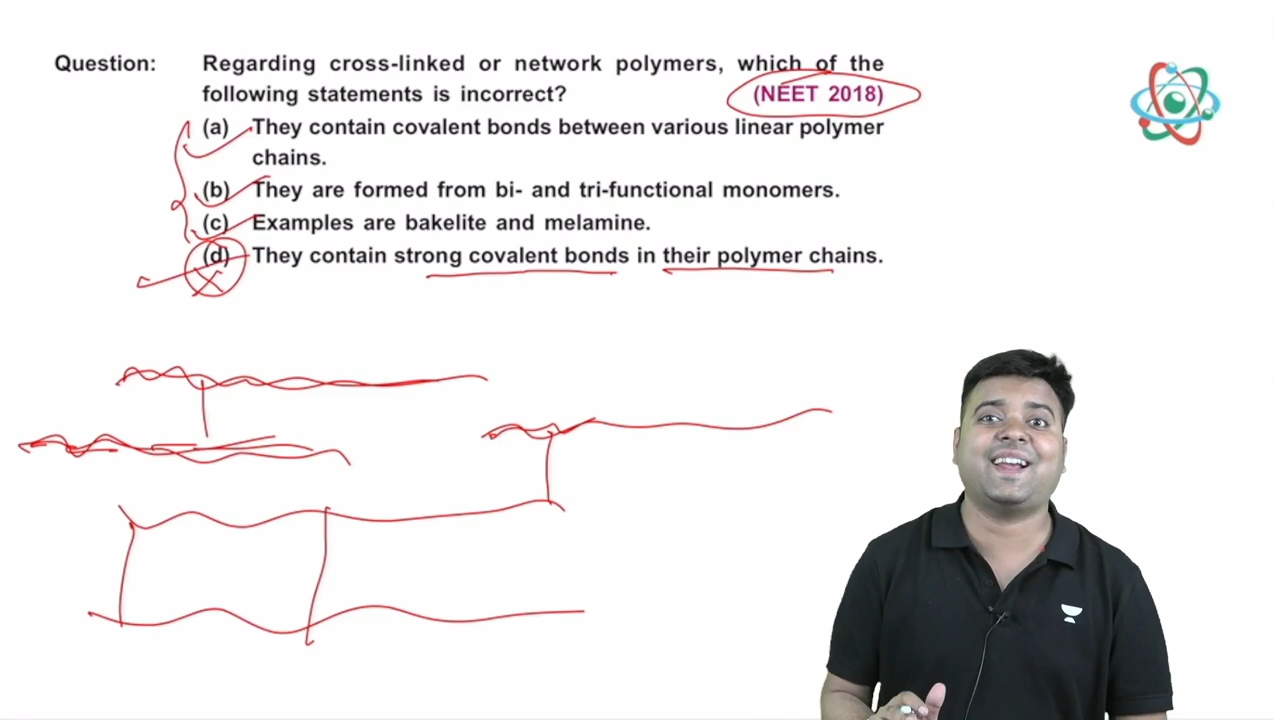 Question: Regarding cross-linked or network polymers, which of the
following statements is incorrect? (NEET 2018)
(a) They contain covalent bonds between various linear polymer
chains.
(b) They are formed from bi- and tri-functional monomers.
(c) Examples are bakelite and melamine.
(d) They contain strong covalent bonds in their polymer chains.